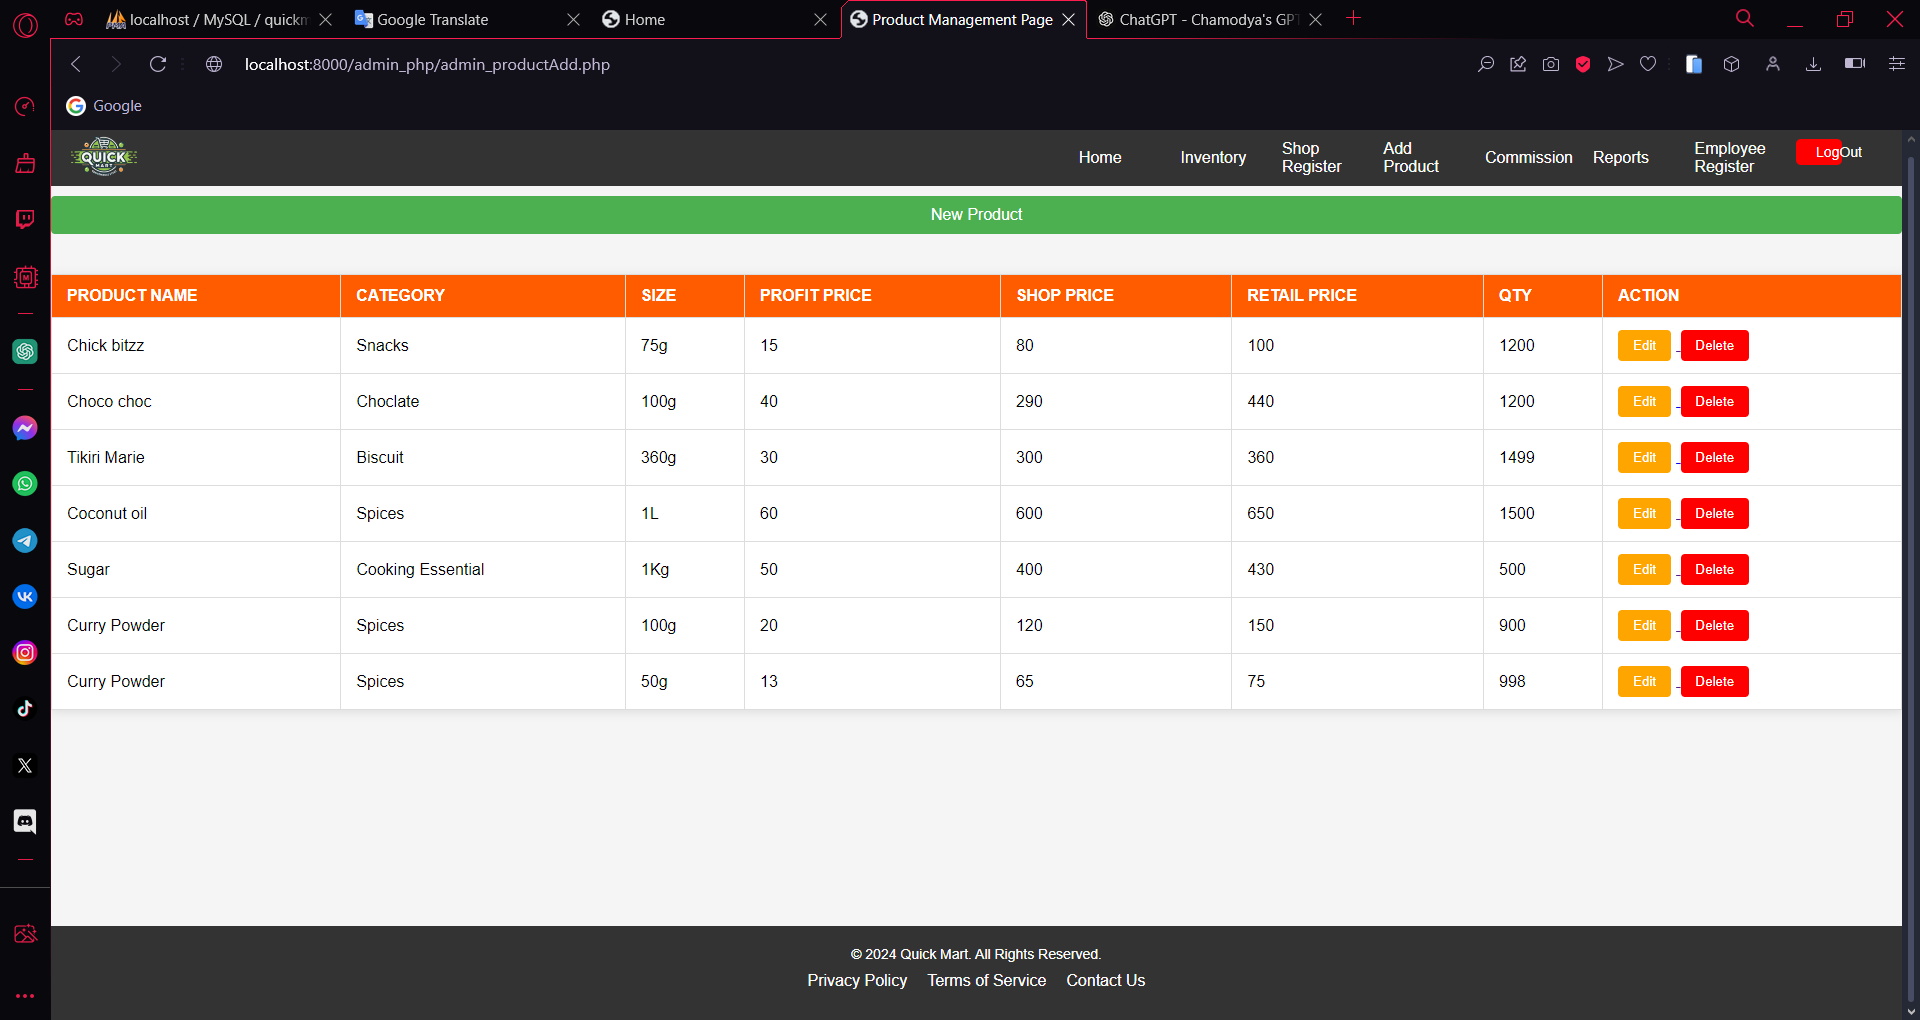 localhost / MySQL / quickm
Google Translate
Home
Product Management Page
ChatGPT - Chamodya's GP
localhost:8000/admin_php/admin_productAdd.php
Google
QUICK
MART
Home
Inventory
Shop
Register
Add
Product
Commission
Reports
Employee
Register
LogOut
New Product
PRODUCT NAME CATEGORY SIZE PROFIT PRICE SHOP PRICE RETAIL PRICE QTY ACTION
Chick bitzz Snacks 75g 15 80 100 1200 Edit Delete
Choco choc Choclate 100g 40 290 440 1200 Edit Delete
Tikiri Marie Biscuit 360g 30 300 360 1499 Edit Delete
Coconut oil Spices 1L 60 600 650 1500 Edit Delete
Sugar Cooking Essential 1Kg 50 400 430 500 Edit Delete
Curry Powder Spices 100g 20 120 150 900 Edit Delete
Curry Powder Spices 50g 13 65 75 998 Edit Delete
© 2024 Quick Mart. All Rights Reserved.
Privacy Policy Terms of Service Contact Us